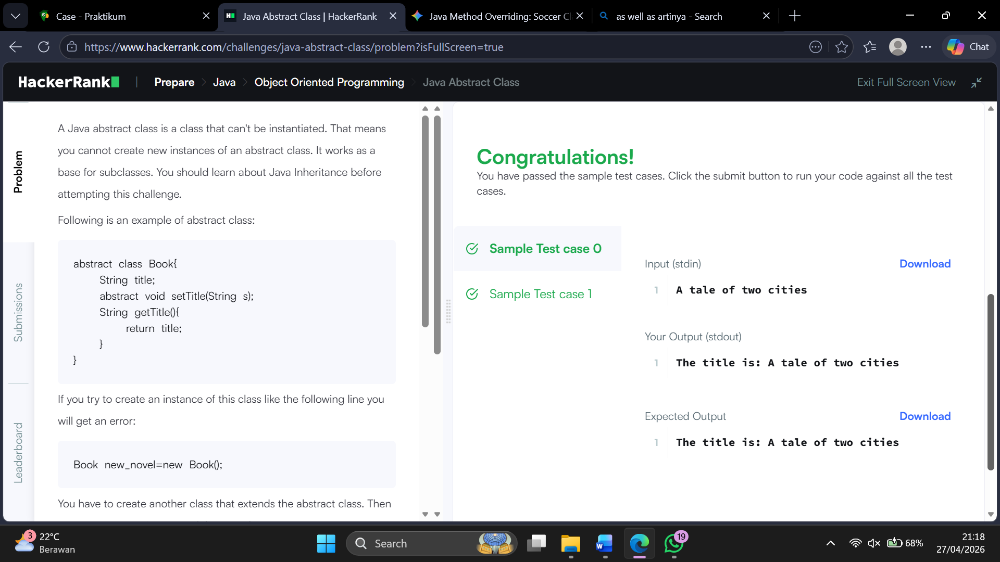 Case - Praktikum
Java Abstract Class | HackerRank
Java Method Overriding: Soccer Cl
as well as artinya - Search
https://www.hackerrank.com/challenges/java-abstract-class/problem?isFullScreen=true
Chat
HackerRank
Prepare
Java
Object Oriented Programming
Java Abstract Class
Exit Full Screen View
Problem
Submissions
Leaderboard
A Java abstract class is a class that can't be instantiated. That means
you cannot create new instances of an abstract class. It works as a
base for subclasses. You should learn about Java Inheritance before
attempting this challenge.
Following is an example of abstract class:
abstract class Book{
String title;
abstract void setTitle(String s);
String getTitle(){
return title;
}
}
If you try to create an instance of this class like the following line you
will get an error:
Book new_novel=new Book();
You have to create another class that extends the abstract class. Then
Congratulations!
You have passed the sample test cases. Click the submit button to run your code against all the test
cases.
Sample Test case 0
Sample Test case 1
Input (stdin)
Download
1 A tale of two cities
Your Output (stdout)
1 The title is: A tale of two cities
Expected Output
Download
1 The title is: A tale of two cities
3
22°C
Berawan
Search
19
68%
21:18
27/04/2026